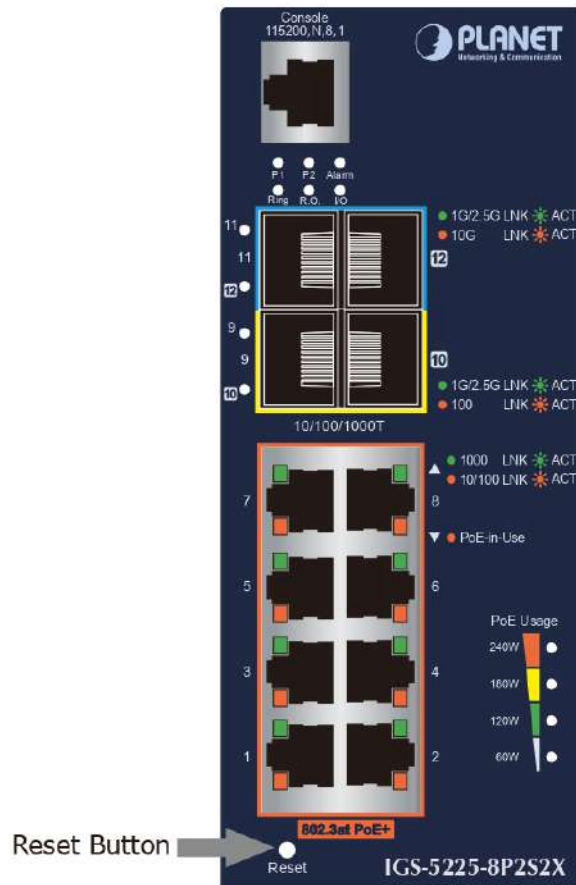 Console
115200,N,8,1
PLANET
Networking & Communication
P1 P2 Alarm
Ring R.O. I/O
11
11
12
12
1G/2.5G LNK ACT
10G LNK ACT
9
9
10
10
1G/2.5G LNK ACT
100 LNK ACT
10/100/1000T
1000 LNK ACT
10/100 LNK ACT
7
8
PoE-in-Use
5
6
PoE Usage
240W
180W
120W
60W
3
4
1
2
802.3at PoE+
Reset Button
Reset
IGS-5225-8P2S2X